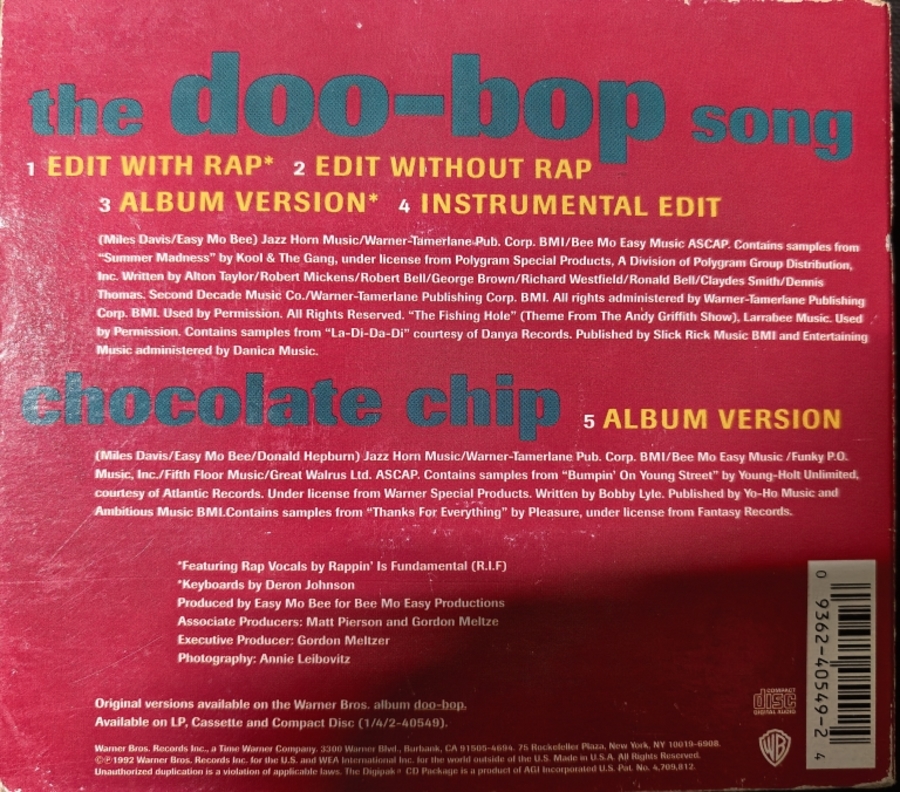 the doo-bop song
1 EDIT WITH RAP* 2 EDIT WITHOUT RAP
3 ALBUM VERSION* 4 INSTRUMENTAL EDIT
(Miles Davis/Easy Mo Bee) Jazz Horn Music/Warner-Tamerlane Pub. Corp. BMI/Bee Mo Easy Music ASCAP. Contains samples from
“Summer Madness” by Kool & The Gang, under license from Polygram Special Products, A Division of Polygram Group Distribution,
Inc. Written by Alton Taylor/Robert Mickens/Robert Bell/George Brown/Richard Westfield/Ronald Bell/Claydes Smith/Dennis
Thomas. Second Decade Music Co./Warner-Tamerlane Publishing Corp. BMI. All rights administered by Warner-Tamerlane Publishing
Corp. BMI. Used by Permission. All Rights Reserved. “The Fishing Hole” (Theme From The Andy Griffith Show), Larrabee Music. Used
by Permission. Contains samples from “La-Di-Da-Di” courtesy of Danya Records. Published by Slick Rick Music BMI and Entertaining
Music administered by Danica Music.
chocolate chip 5 ALBUM VERSION
(Miles Davis/Easy Mo Bee/Donald Hepburn) Jazz Horn Music/Warner-Tamerlane Pub. Corp. BMI/Bee Mo Easy Music /Funky P.O.
Music, Inc./Fifth Floor Music/Great Walrus Ltd. ASCAP. Contains samples from “Bumpin’ On Young Street” by Young-Holt Unlimited,
courtesy of Atlantic Records. Under license from Warner Special Products. Written by Bobby Lyle. Published by Yo-Ho Music and
Ambitious Music BMI.Contains samples from “Thanks For Everything” by Pleasure, under license from Fantasy Records.
*Featuring Rap Vocals by Rappin’ Is Fundamental (R.I.F)
*Keyboards by Deron Johnson
Produced by Easy Mo Bee for Bee Mo Easy Productions
Associate Producers: Matt Pierson and Gordon Meltze
Executive Producer: Gordon Meltzer
Photography: Annie Leibovitz
0 9362-40549-2 4
Original versions available on the Warner Bros. album doo-bop.
Available on LP, Cassette and Compact Disc (1/4/2-40549).
COMPACT
disc
DIGITAL AUDIO
WB
Warner Bros. Records Inc., a Time Warner Company. 3300 Warner Blvd., Burbank, CA 91505-4694. 75 Rockefeller Plaza, New York, NY 10019-6908.
©℗1992 Warner Bros. Records Inc. for the U.S. and WEA International Inc. for the world outside of the U.S. Made in U.S.A. All Rights Reserved.
Unauthorized duplication is a violation of applicable laws. The Digipak® CD Package is a product of AGI Incorporated U.S. Pat. No. 4,709,812.